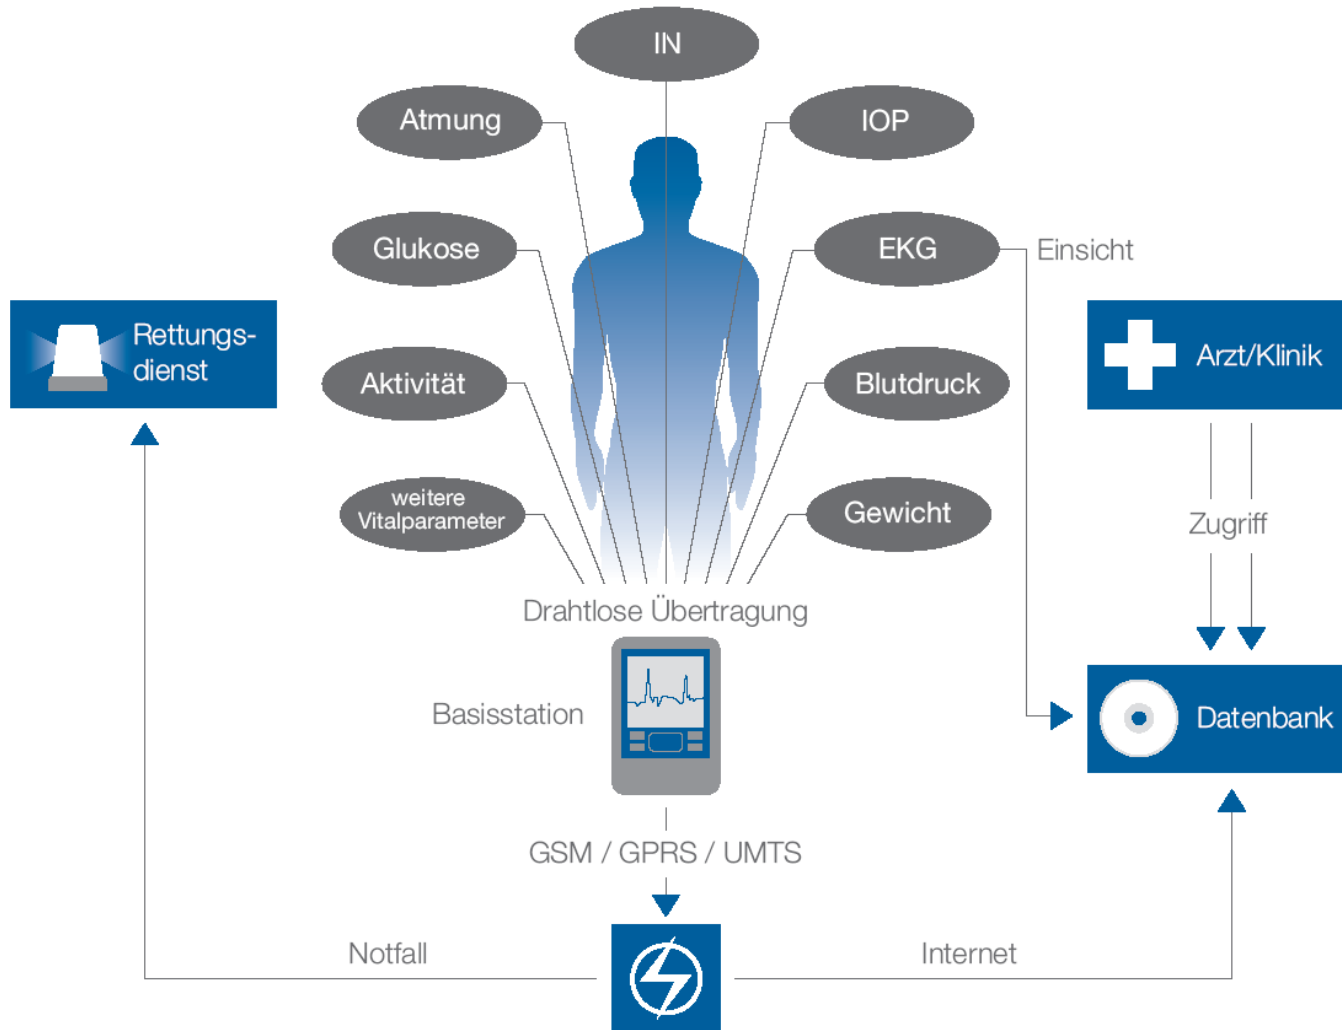 IN
Atmung
IOP
Glukose
EKG
Einsicht
Rettungs-
dienst
Arzt/Klinik
Aktivität
Blutdruck
weitere
Vitalparameter
Gewicht
Zugriff
Drahtlose Übertragung
Basisstation
Datenbank
GSM / GPRS / UMTS
Notfall
Internet